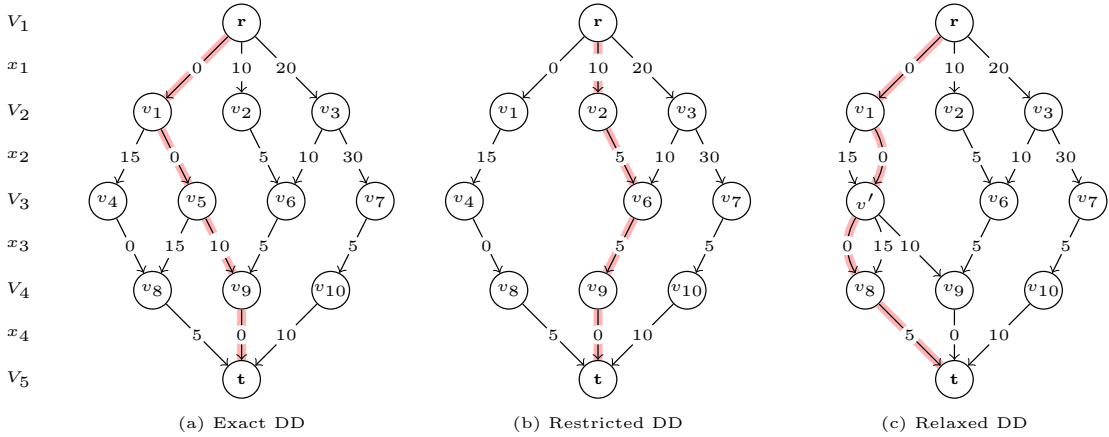 V1 r r r
x1 0 10 20 0 10 20 0 10 20
V2 v1 v2 v3 v1 v2 v3 v1 v2 v3
x2 15 0 5 10 30 15 5 10 30 15 0 5 10 30
V3 v4 v5 v6 v7 v4 v6 v7 v' v6 v7
x3 0 15 10 5 5 0 5 5 0 15 10 5 5
V4 v8 v9 v10 v8 v9 v10 v8 v9 v10
x4 5 0 10 5 0 10 5 0 10
V5 t t t
(a) Exact DD (b) Restricted DD (c) Relaxed DD